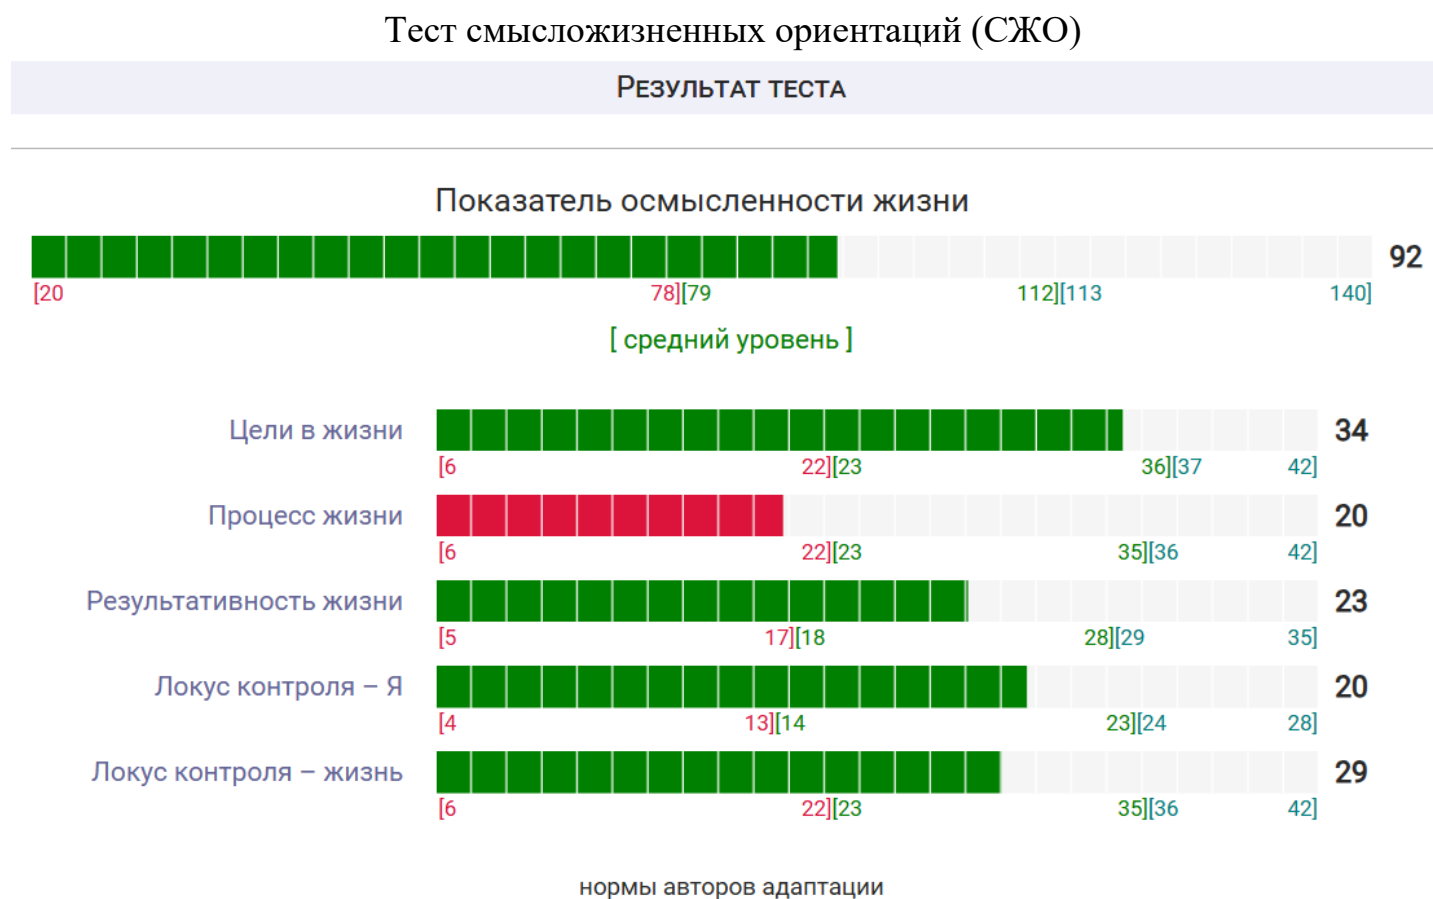 Тест смысложизненных ориентаций (СЖО)
Результат теста
Показатель осмысленности жизни
92
[20 78][79 112][113 140]
[ средний уровень ]
Цели в жизни 34
[6 22][23 36][37 42]
Процесс жизни 20
[6 22][23 35][36 42]
Результативность жизни 23
[5 17][18 28][29 35]
Локус контроля – Я 20
[4 13][14 23][24 28]
Локус контроля – жизнь 29
[6 22][23 35][36 42]
нормы авторов адаптации